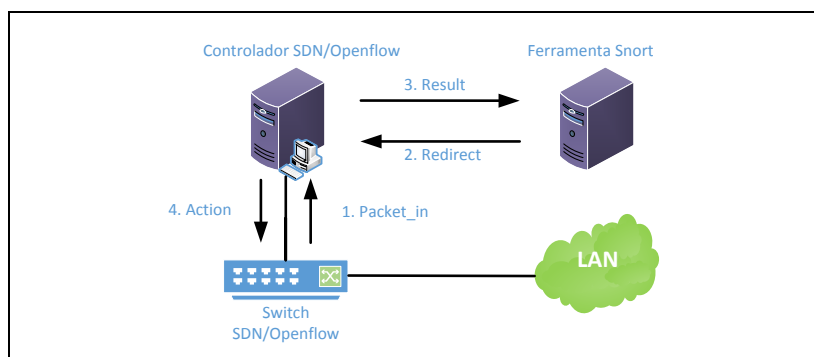 Controlador SDN/Openflow
Ferramenta Snort
3. Result
2. Redirect
4. Action
1. Packet_in
LAN
Switch
SDN/Openflow